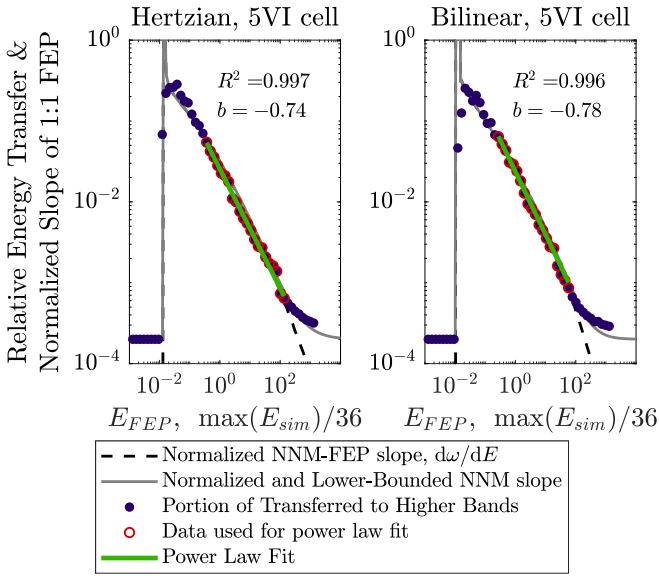 Hertzian, 5VI cell
Bilinear, 5VI cell
Relative Energy Transfer &
Normalized Slope of 1:1 FEP
10^0
10^-2
10^-4
R^2 =0.997
b = −0.74
10^0
10^-2
10^-4
R^2 =0.996
b = −0.78
10^-2 10^0 10^2
10^-2 10^0 10^2
E_FEP, max(E_sim)/36
E_FEP, max(E_sim)/36
Normalized NNM-FEP slope, dω/dE
Normalized and Lower-Bounded NNM slope
Portion of Transferred to Higher Bands
Data used for power law fit
Power Law Fit